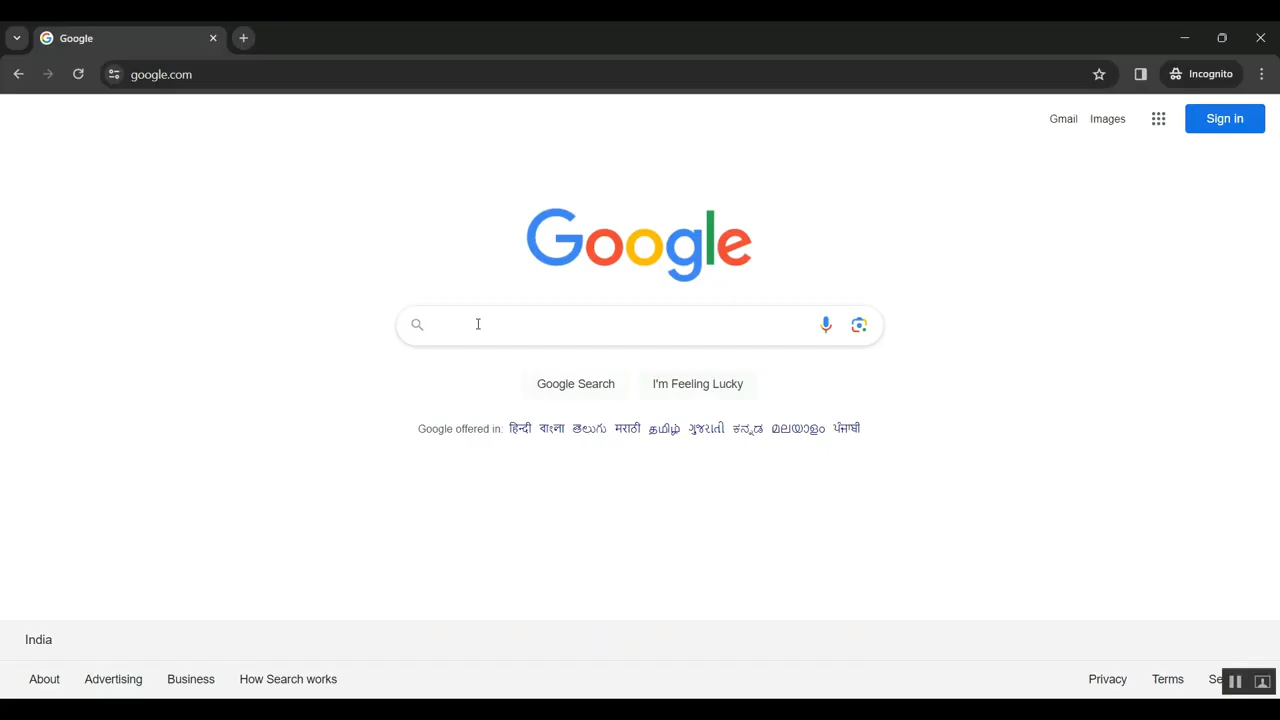 Google
google.com
Incognito
Gmail Images Sign in
Google
Google Search I'm Feeling Lucky
Google offered in: हिन्दी বাংলা తెలుగు मराठी தமிழ் ગુજરાતી ಕನ್ನಡ മലയാളം ਪੰਜਾਬੀ
India
About Advertising Business How Search works Privacy Terms Se